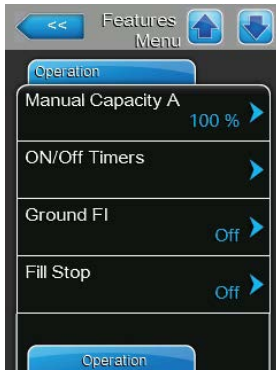 << Features
Menu
Operation
Manual Capacity A
100 %
ON/Off Timers
Ground FI
Off
Fill Stop
Off
Operation